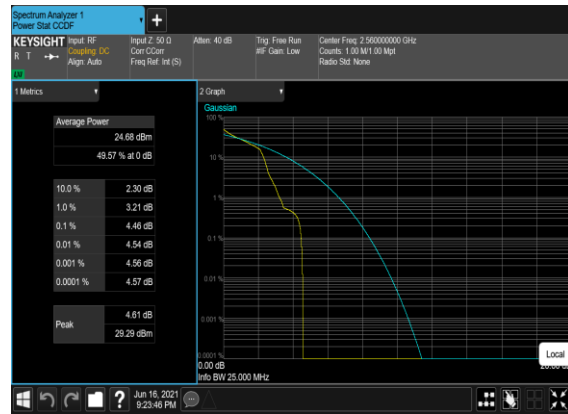 Spectrum Analyzer 1
Power Stat CCDF
+
KEYSIGHT
R T
LXI
Input: RF
Coupling: DC
Align: Auto
Input Z: 50 Ω
Corr CCorr
Freq Ref: Int (S)
Atten: 40 dB
Trig: Free Run
#IF Gain: Low
Center Freq: 2.560000000 GHz
Counts: 1.00 M/1.00 Mpt
Radio Std: None
1 Metrics
Average Power
24.68 dBm
49.57 % at 0 dB
10.0 % 2.30 dB
1.0 % 3.21 dB
0.1 % 4.46 dB
0.01 % 4.54 dB
0.001 % 4.56 dB
0.0001 % 4.57 dB
Peak
4.61 dB
29.29 dBm
2 Graph
Gaussian
100 %
10 %
1 %
0.1 %
0.01 %
0.001 %
0.0001 %
0.00 dB
Info BW 25.000 MHz
Local
?
Jun 16, 2021
9:23:46 PM